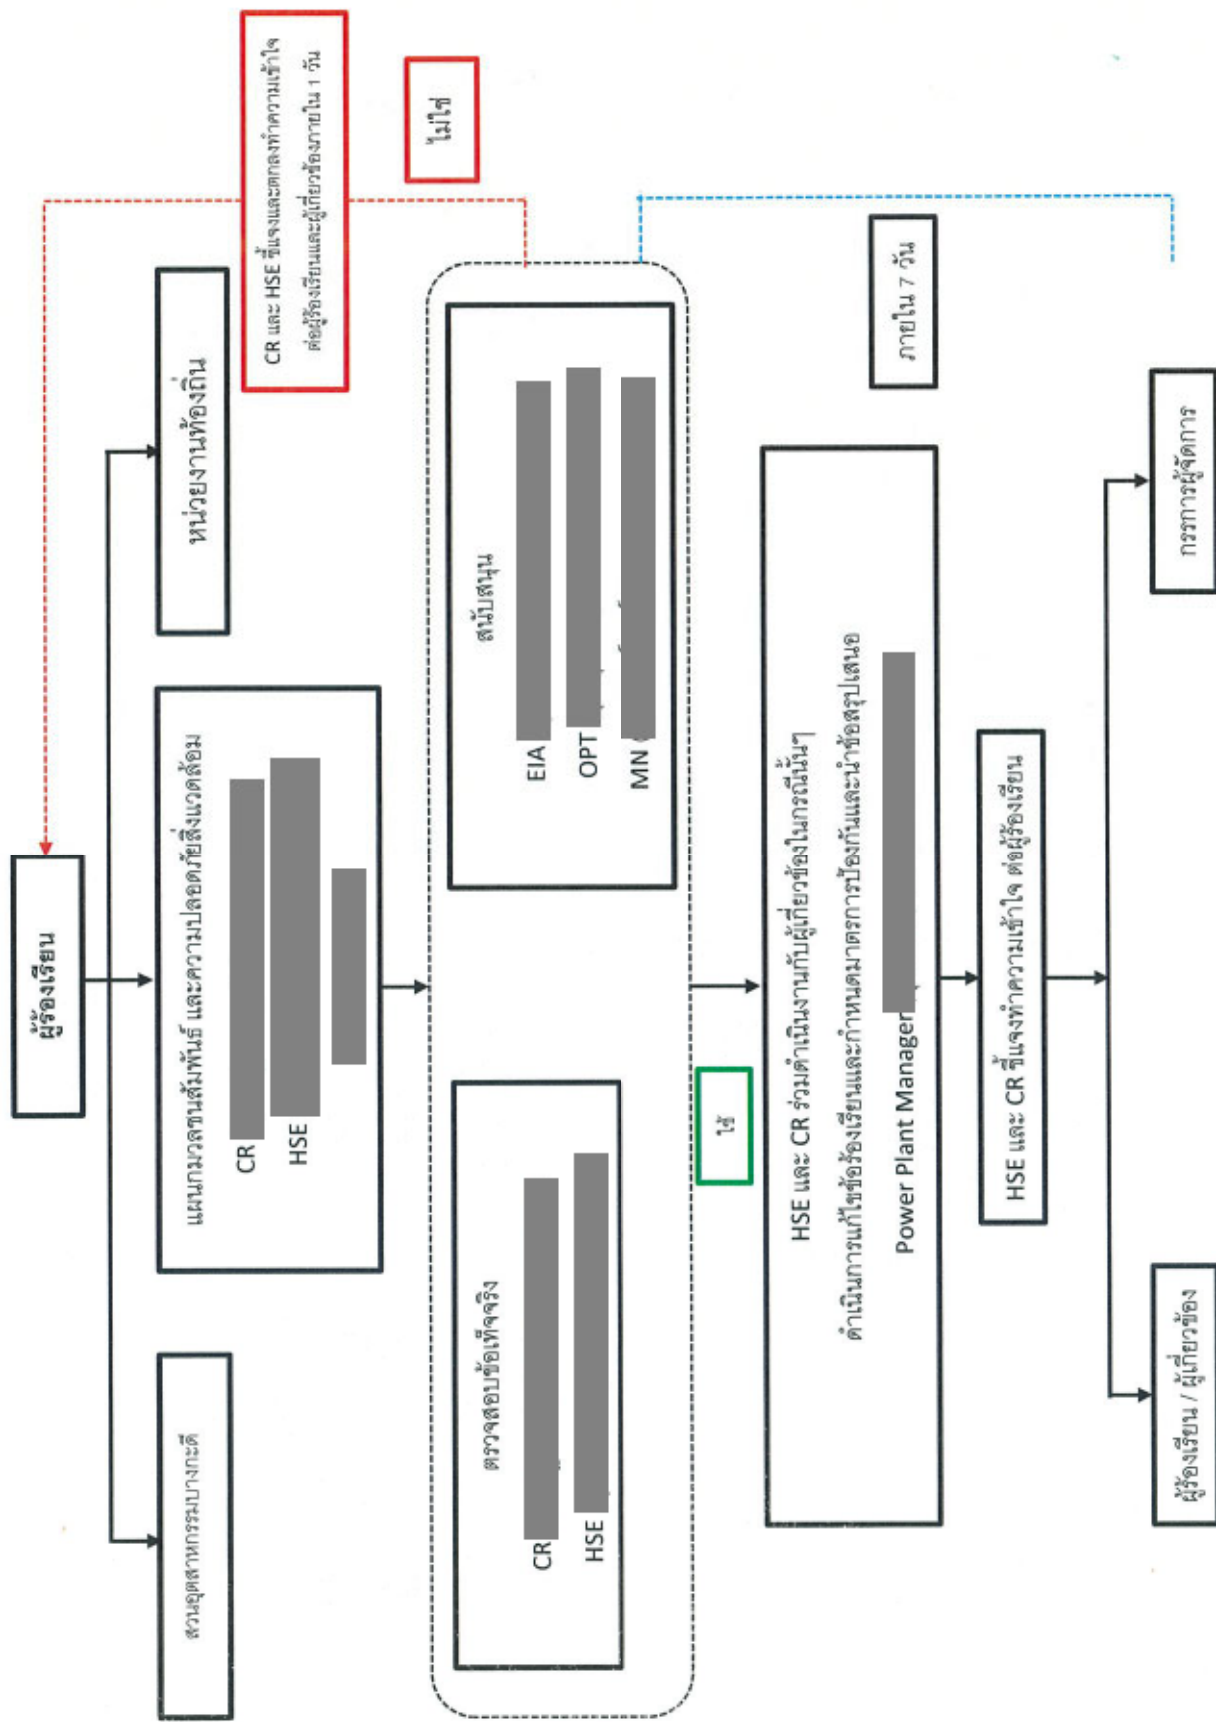 ผู้ร้องเรียน
สวนอุตสาหกรรมบางกะดี
แผนกมวลชนสัมพันธ์ และความปลอดภัยสิ่งแวดล้อม
CR
HSE
หน่วยงานท้องถิ่น
CR และ HSE ชี้แจงและตกลงทำความเข้าใจ
ต่อผู้ร้องเรียนและผู้เกี่ยวข้องภายใน 1 วัน
ไม่ใช่
ตรวจสอบข้อเท็จจริง
CR
HSE
สนับสนุน
EIA
OPT
MN
ใช่
ภายใน 7 วัน
HSE และ CR ร่วมดำเนินงานกับผู้เกี่ยวข้องในกรณีนั้นๆ
ดำเนินการแก้ไขข้อร้องเรียนและกำหนดมาตรการป้องกันและนำข้อสรุปเสนอ
Power Plant Manager
HSE และ CR ชี้แจงทำความเข้าใจ ต่อผู้ร้องเรียน
ผู้ร้องเรียน / ผู้เกี่ยวข้อง
กรรการผู้จัดการ